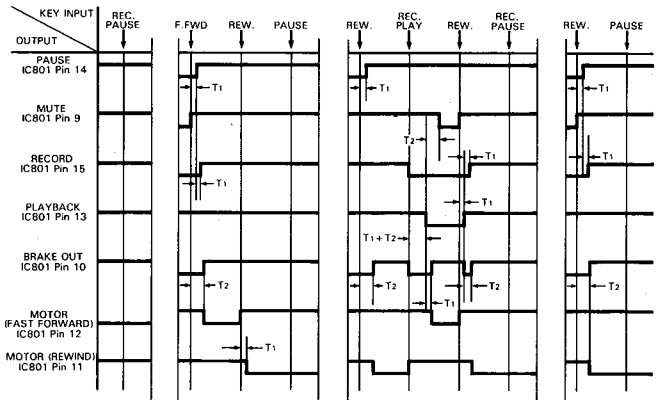 KEY INPUT
OUTPUT
REC.
PAUSE
F.FWD
REW.
PAUSE
REW.
REC.
PLAY
REW.
REC.
PAUSE
REW.
PAUSE
PAUSE
IC801 Pin 14
T1
T1
T1
MUTE
IC801 Pin 9
T2
RECORD
IC801 Pin 15
T1
T1
T1
PLAYBACK
IC801 Pin 13
T1
T1 + T2
BRAKE OUT
IC801 Pin 10
T2
T2
T1
T2
T2
MOTOR
(FAST FORWARD)
IC801 Pin 12
T1
MOTOR (REWIND)
IC801 Pin 11